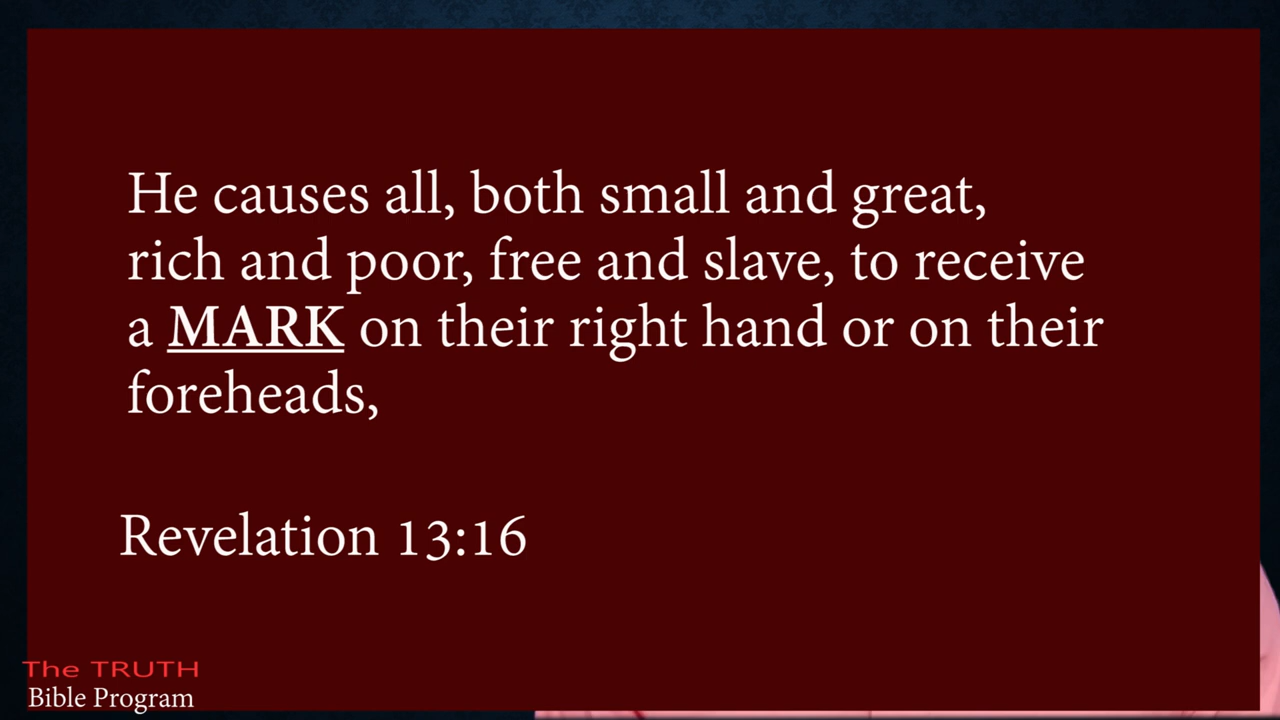 He causes all, both small and great,
rich and poor, free and slave, to receive
a MARK on their right hand or on their
foreheads,
Revelation 13:16
The TRUTH
Bible Program